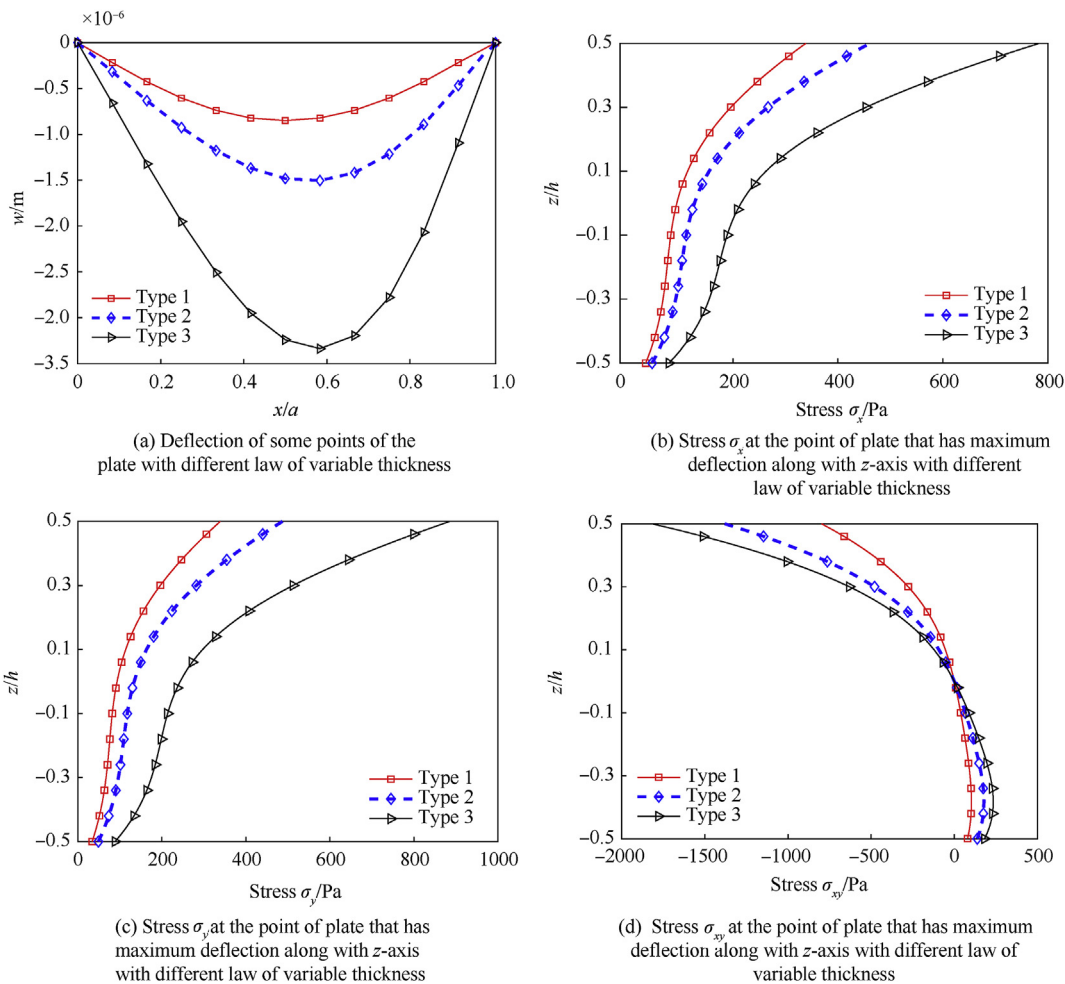 ×10⁻⁶
0
−0.5
−1.0
−1.5
−2.0
−2.5
−3.0
−3.5
w/m
Type 1
Type 2
Type 3
0 0.2 0.4 0.6 0.8 1.0
x/a
(a) Deflection of some points of the
plate with different law of variable thickness
0.5
0.3
0.1
−0.1
−0.3
−0.5
z/h
Type 1
Type 2
Type 3
0 200 400 600 800
Stress σx/Pa
(b) Stress σx at the point of plate that has maximum
deflection along with z-axis with different
law of variable thickness
0.5
0.3
0.1
−0.1
−0.3
−0.5
z/h
Type 1
Type 2
Type 3
0 200 400 600 800 1000
Stress σy/Pa
(c) Stress σy at the point of plate that has
maximum deflection along with z-axis
with different law of variable thickness
0.5
0.3
0.1
−0.1
−0.3
−0.5
z/h
Type 1
Type 2
Type 3
−2000 −1500 −1000 −500 0 500
Stress σxy/Pa
(d) Stress σxy at the point of plate that has maximum
deflection along with z-axis with different law of
variable thickness